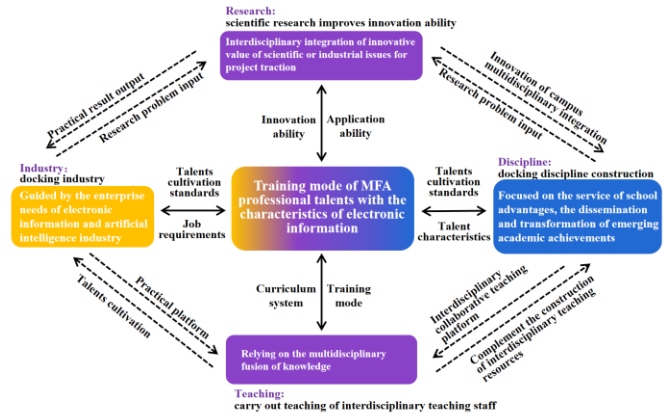 Research:
scientific research improves innovation ability
Interdisciplinary integration of innovative
value of scientific or industrial issues for
project traction
Practical result output
Research problem input
Innovation of campus
multidisciplinary integration
Research problem input
Innovation
ability
Application
ability
Industry:
docking industry
Guided by the enterprise
needs of electronic
information and artificial
intelligence industry
Talents
cultivation
standards
Job
requirements
Training mode of MFA
professional talents with the
characteristics of electronic
information
Talents
cultivation
standards
Talent
characteristics
Discipline:
docking discipline construction
Focused on the service of school
advantages, the dissemination
and transformation of emerging
academic achievements
Practical platform
Talents cultivation
Curriculum
system
Training
mode
Interdisciplinary
collaborative teaching
platform
Complement the construction
of interdisciplinary teaching
resources
Relying on the multidisciplinary
fusion of knowledge
Teaching:
carry out teaching of interdisciplinary teaching staff